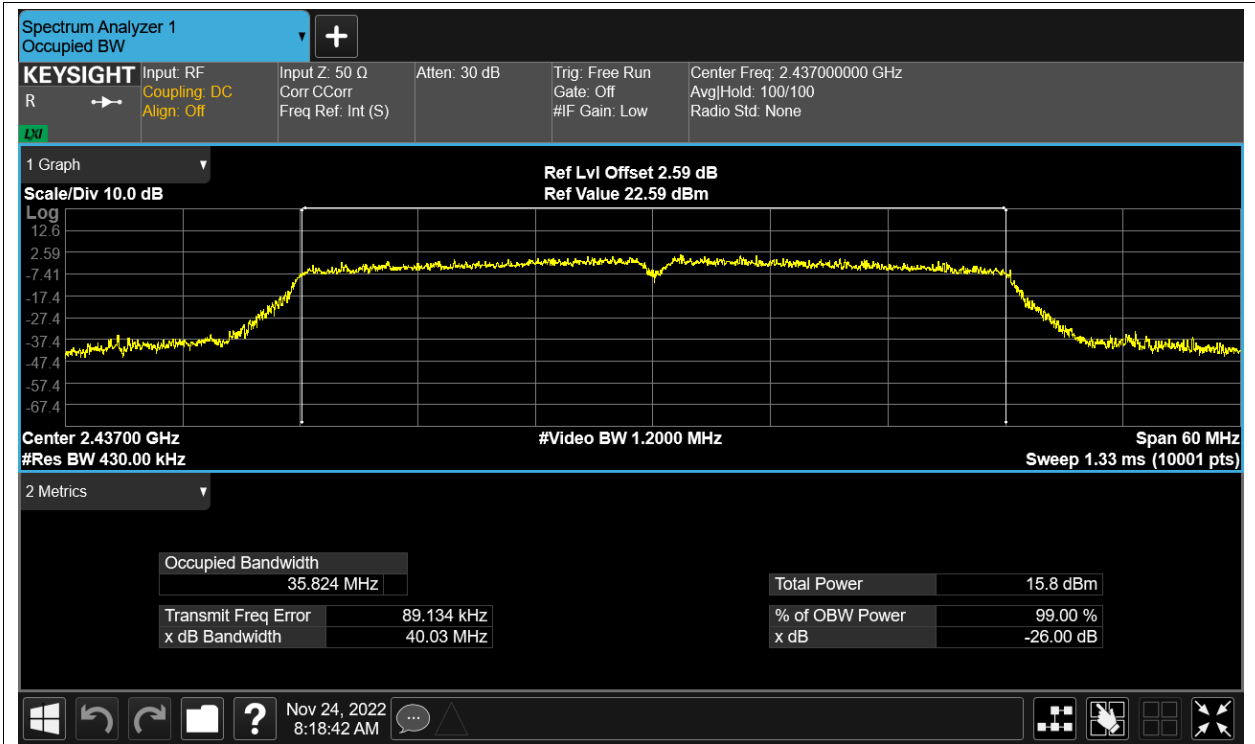 Spectrum Analyzer 1
Occupied BW
KEYSIGHT
R
LXI
Input: RF
Coupling: DC
Align: Off
Input Z: 50 Ω
Corr CCorr
Freq Ref: Int (S)
Atten: 30 dB
Trig: Free Run
Gate: Off
#IF Gain: Low
Center Freq: 2.437000000 GHz
Avg|Hold: 100/100
Radio Std: None
1 Graph
Scale/Div 10.0 dB
Ref Lvl Offset 2.59 dB
Ref Value 22.59 dBm
Log
12.6
2.59
-7.41
-17.4
-27.4
-37.4
-47.4
-57.4
-67.4
Center 2.43700 GHz
#Res BW 430.00 kHz
#Video BW 1.2000 MHz
Span 60 MHz
Sweep 1.33 ms (10001 pts)
2 Metrics
Occupied Bandwidth
35.824 MHz
Transmit Freq Error 89.134 kHz
x dB Bandwidth 40.03 MHz
Total Power 15.8 dBm
% of OBW Power 99.00 %
x dB -26.00 dB
?
Nov 24, 2022
8:18:42 AM